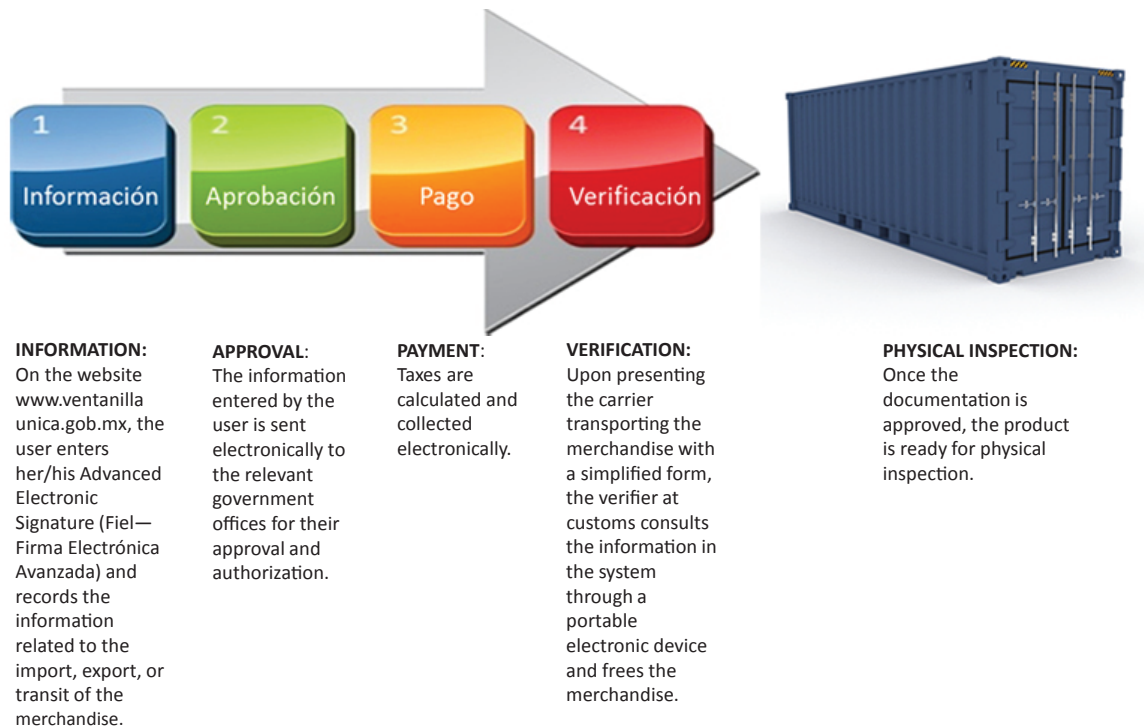 1
Información
2
Aprobación
3
Pago
4
Verificación
INFORMATION:
On the website
www.ventanilla
unica.gob.mx, the
user enters
her/his Advanced
Electronic
Signature (Fiel—
Firma Electrónica
Avanzada) and
records the
information
related to the
import, export, or
transit of the
merchandise.
APPROVAL:
The information
entered by the
user is sent
electronically to
the relevant
government
offices for their
approval and
authorization.
PAYMENT:
Taxes are
calculated and
collected
electronically.
VERIFICATION:
Upon presenting
the carrier
transporting the
merchandise with
a simplified form,
the verifier at
customs consults
the information in
the system
through a
portable
electronic device
and frees the
merchandise.
PHYSICAL INSPECTION:
Once the
documentation is
approved, the product
is ready for physical
inspection.